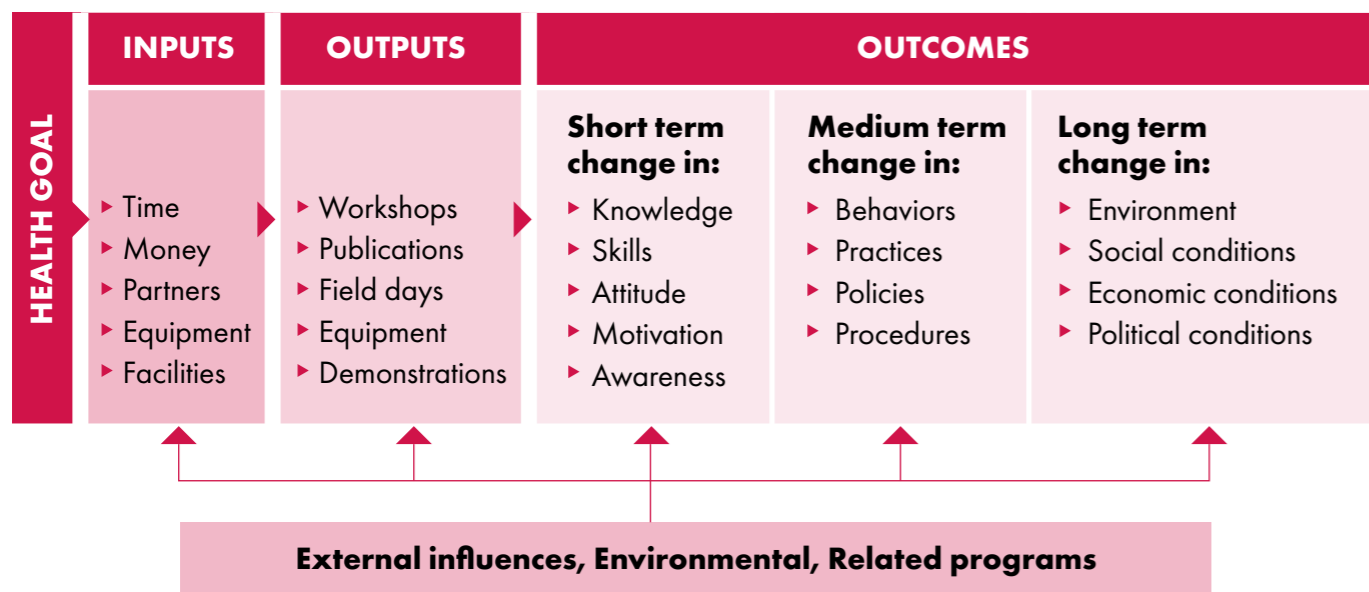 HEALTH GOAL
INPUTS
Time
Money
Partners
Equipment
Facilities
OUTPUTS
Workshops
Publications
Field days
Equipment
Demonstrations
OUTCOMES
Short term
change in:
Knowledge
Skills
Attitude
Motivation
Awareness
Medium term
change in:
Behaviors
Practices
Policies
Procedures
Long term
change in:
Environment
Social conditions
Economic conditions
Political conditions
External influences, Environmental, Related programs